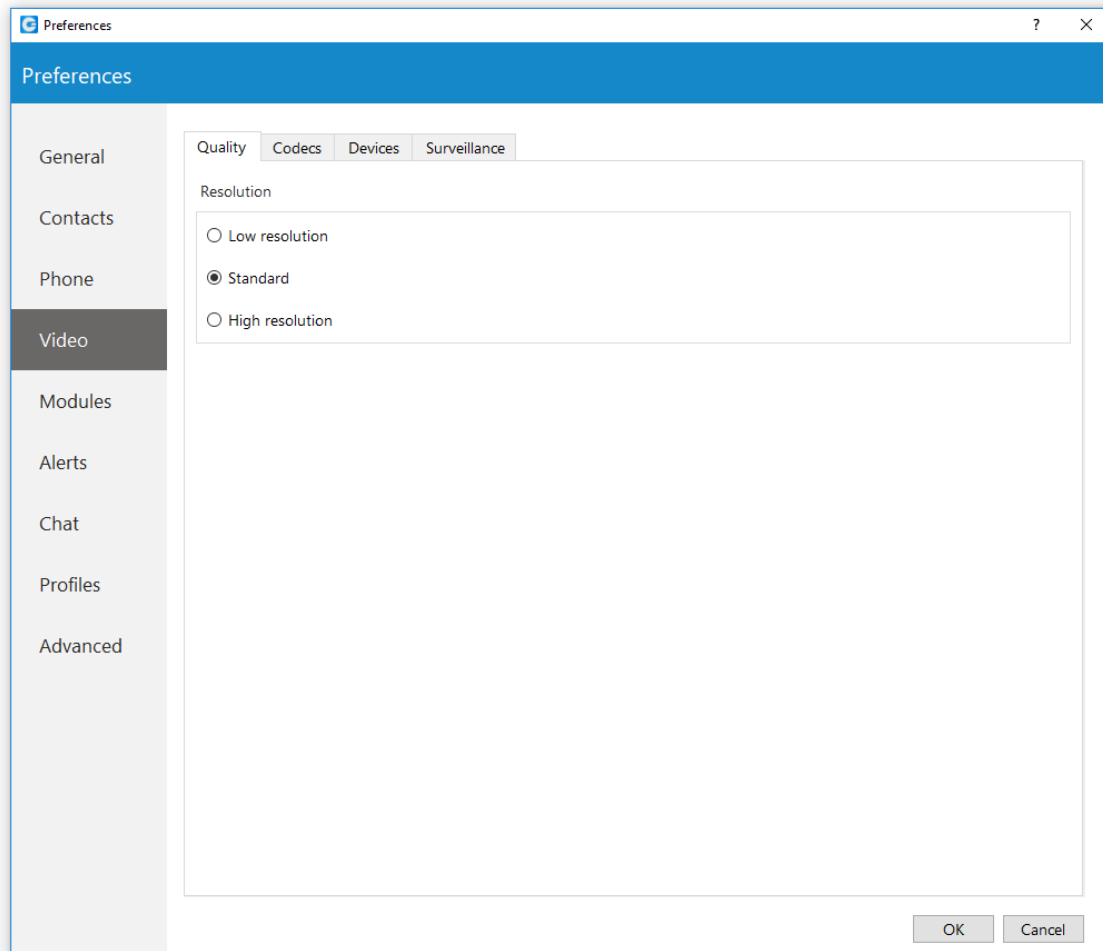 Preferences ?
Preferences
General
Contacts
Phone
Video
Modules
Alerts
Chat
Profiles
Advanced
Quality Codecs Devices Surveillance
Resolution
Low resolution
Standard
High resolution
OK Cancel